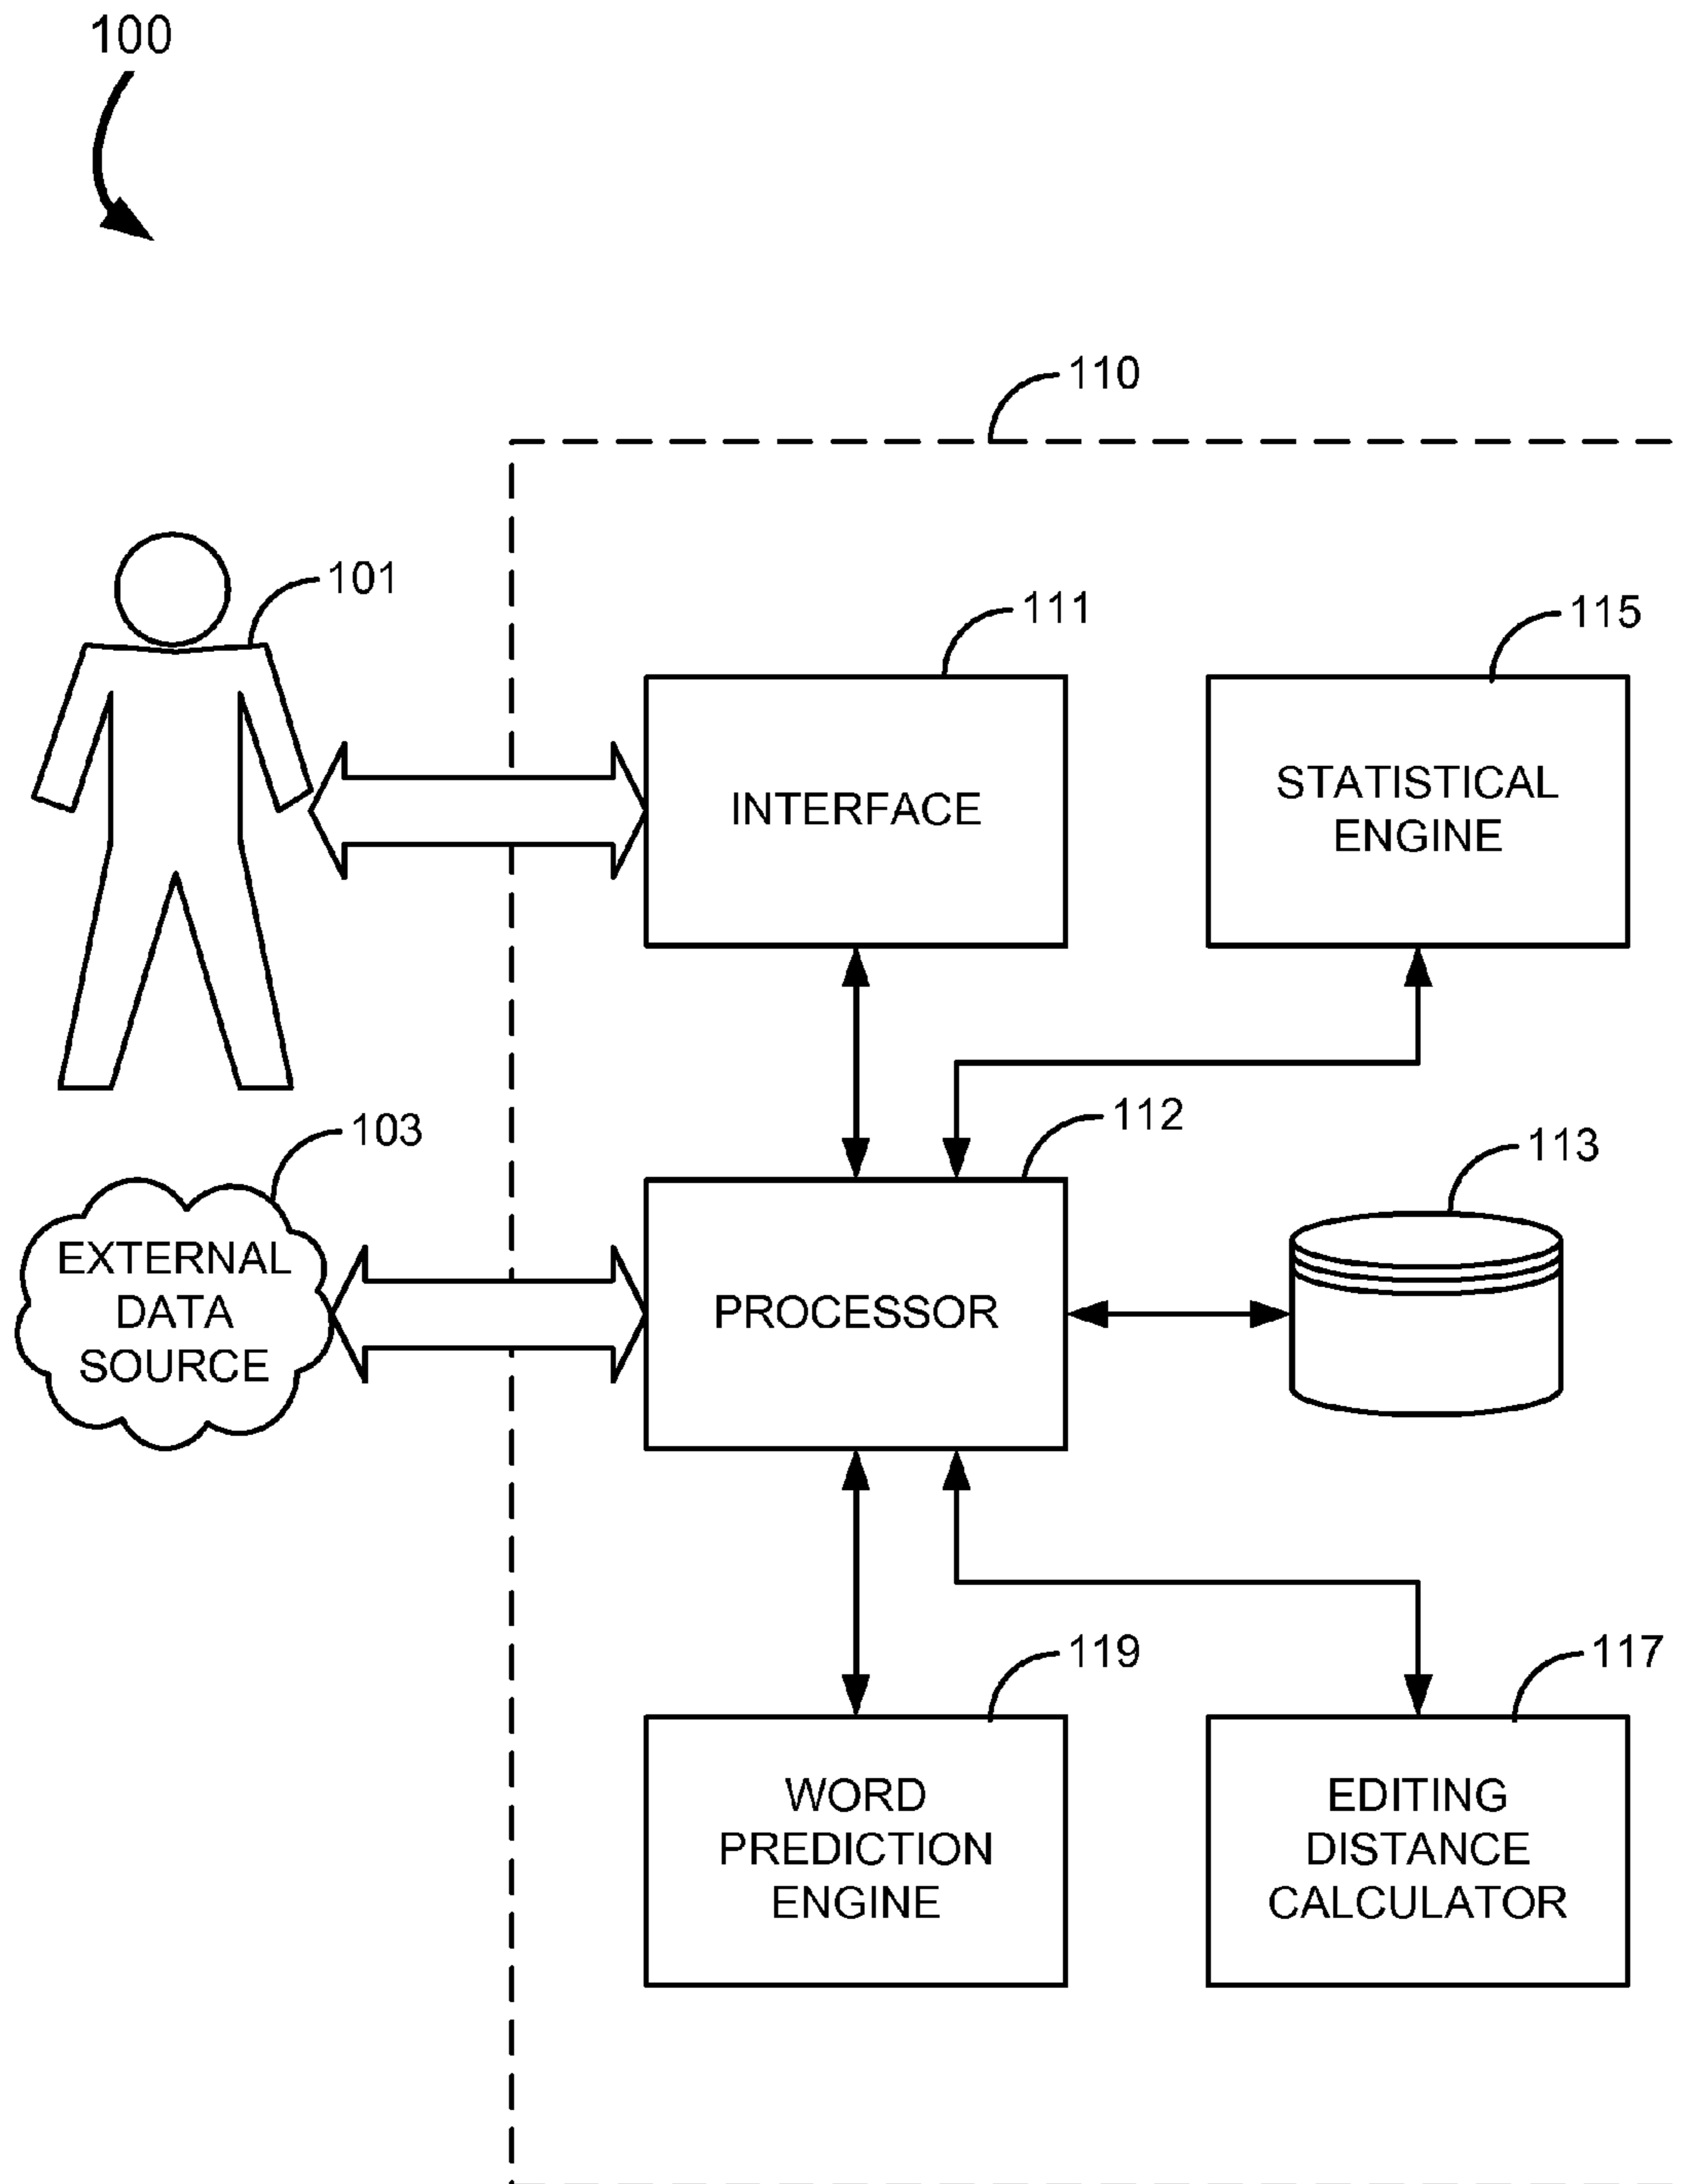 100
110
101
111
115
INTERFACE
STATISTICAL
ENGINE
103
112
113
EXTERNAL
DATA
SOURCE
PROCESSOR
119
117
WORD
PREDICTION
ENGINE
EDITING
DISTANCE
CALCULATOR